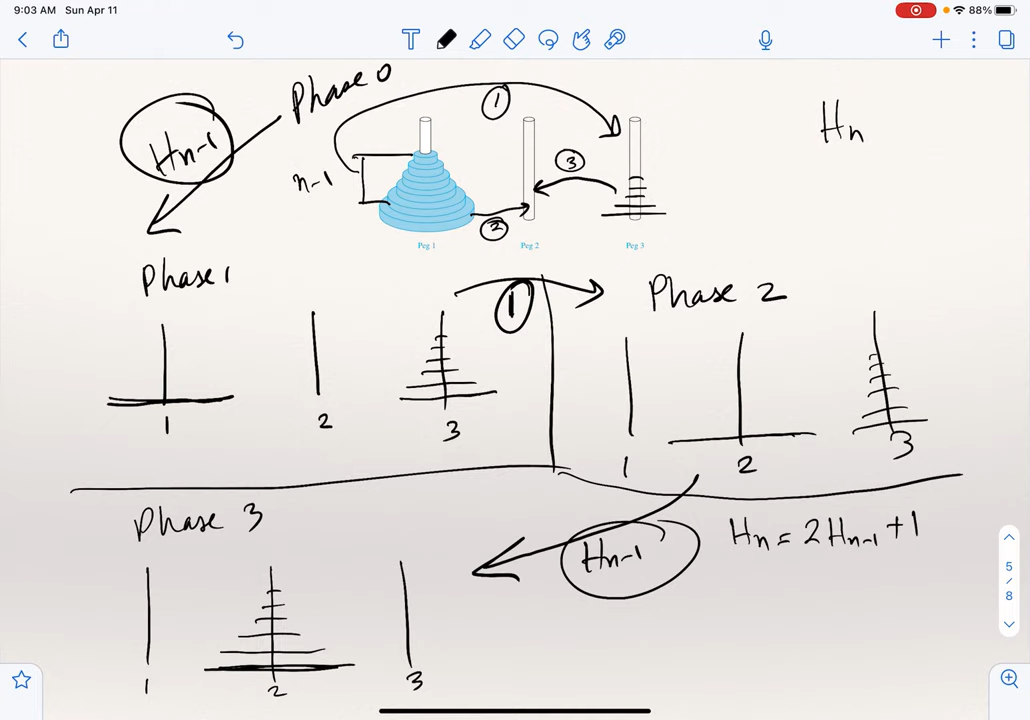 9:03 AM Sun Apr 11
88%
T
Phase 0
Hn-1
n-1
1
3
2
Hn
Peg 1
Peg 2
Peg 3
Phase 1
1
Phase 2
1
2
3
1
2
3
Phase 3
Hn-1
Hn = 2Hn-1 + 1
1
2
3
5
/
8